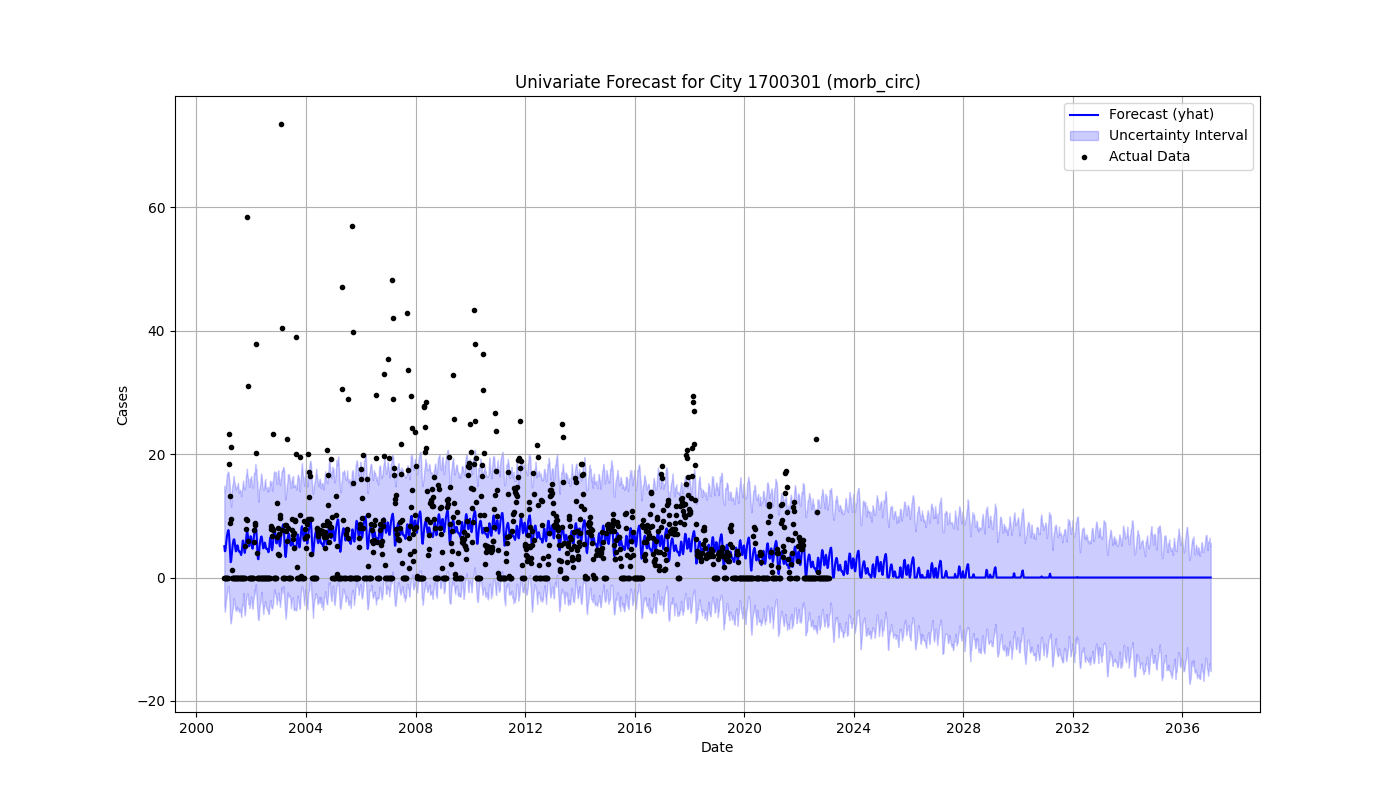 Univariate Forecast for City 1700301 (morb_circ)
Forecast (yhat)
Uncertainty Interval
Actual Data
Cases
60
40
20
0
−20
2000 2004 2008 2012 2016 2020 2024 2028 2032 2036
Date